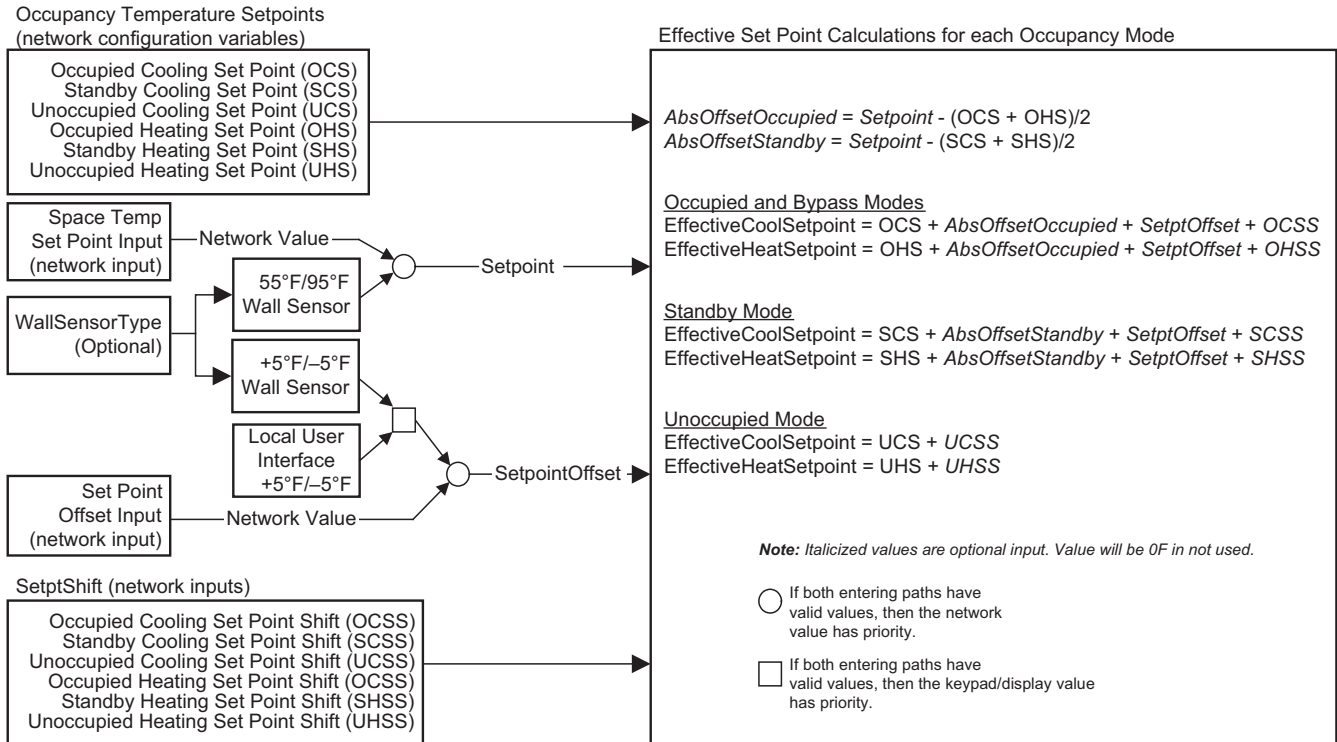 Occupancy Temperature Setpoints
(network configuration variables)
Occupied Cooling Set Point (OCS)
Standby Cooling Set Point (SCS)
Unoccupied Cooling Set Point (UCS)
Occupied Heating Set Point (OHS)
Standby Heating Set Point (SHS)
Unoccupied Heating Set Point (UHS)
Space Temp
Set Point Input
(network input)
Network Value
WallSensorType
(Optional)
55°F/95°F
Wall Sensor
Setpoint
+5°F/–5°F
Wall Sensor
Local User
Interface
+5°F/–5°F
SetpointOffset
Set Point
Offset Input
(network input)
Network Value
SetptShift (network inputs)
Occupied Cooling Set Point Shift (OCSS)
Standby Cooling Set Point Shift (SCSS)
Unoccupied Cooling Set Point Shift (UCSS)
Occupied Heating Set Point Shift (OCSS)
Standby Heating Set Point Shift (SHSS)
Unoccupied Heating Set Point Shift (UHSS)
Effective Set Point Calculations for each Occupancy Mode
AbsOffsetOccupied = Setpoint - (OCS + OHS)/2
AbsOffsetStandby = Setpoint - (SCS + SHS)/2
Occupied and Bypass Modes
EffectiveCoolSetpoint = OCS + AbsOffsetOccupied + SetptOffset + OCSS
EffectiveHeatSetpoint = OHS + AbsOffsetOccupied + SetptOffset + OHSS
Standby Mode
EffectiveCoolSetpoint = SCS + AbsOffsetStandby + SetptOffset + SCSS
EffectiveHeatSetpoint = SHS + AbsOffsetStandby + SetptOffset + SHSS
Unoccupied Mode
EffectiveCoolSetpoint = UCS + UCSS
EffectiveHeatSetpoint = UHS + UHSS
Note: Italicized values are optional input. Value will be 0F in not used.
If both entering paths have
valid values, then the network
value has priority.
If both entering paths have
valid values, then the keypad/display value
has priority.